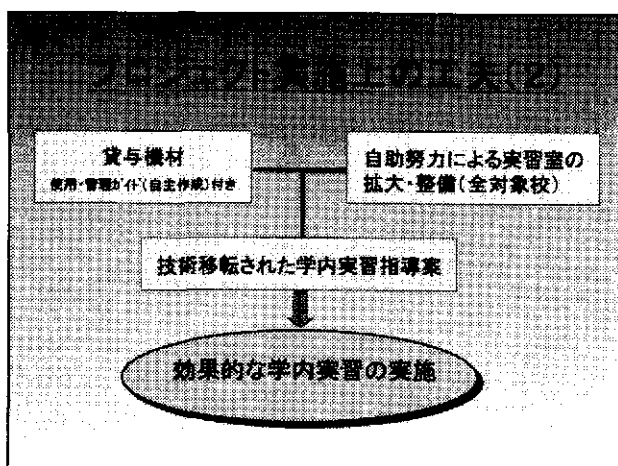 プロジェクト実施上の工夫(2)
貸与機材
使用・管理ガイド(自主作成)付き
自助努力による実習室の
拡大・整備(全対象校)
技術移転された学内実習指導案
効果的な学内実習の実施